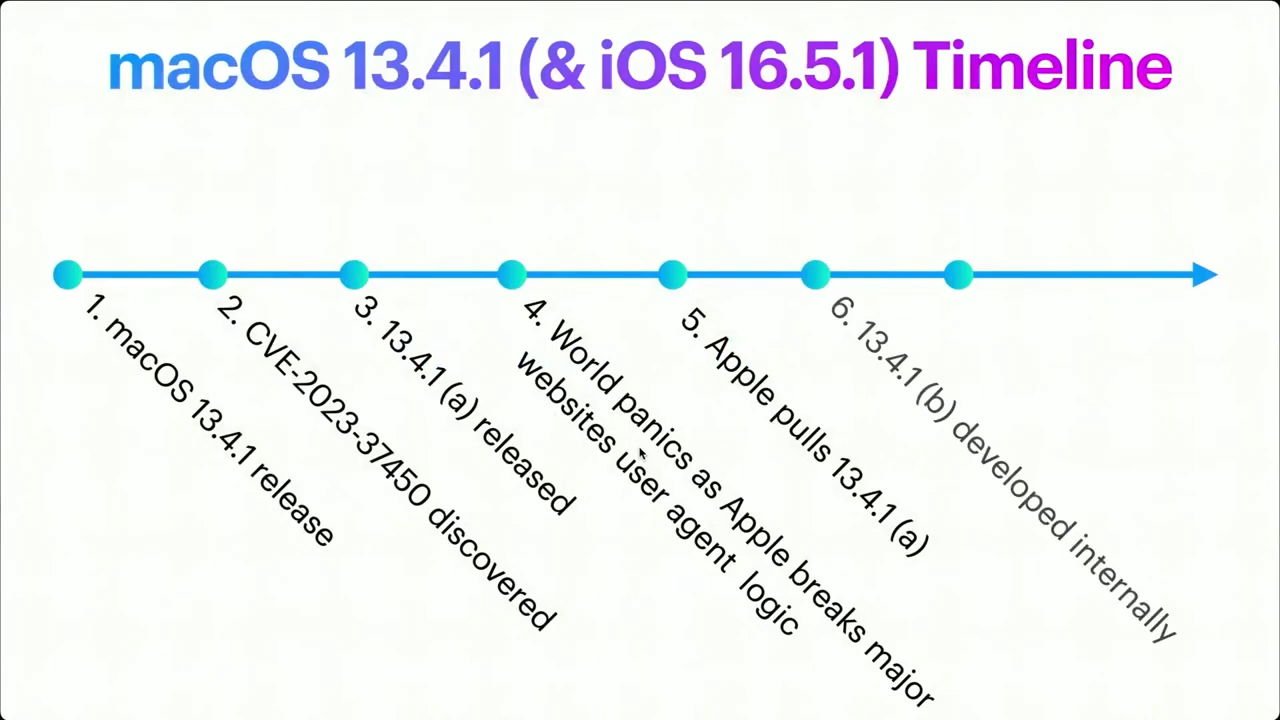 macOS 13.4.1 (& iOS 16.5.1) Timeline
1. macOS 13.4.1 release
2. CVE-2023-37450 discovered
3. 13.4.1 (a) released
4. World panics as Apple breaks major
websites user agent logic
5. Apple pulls 13.4.1 (a)
6. 13.4.1 (b) developed internally